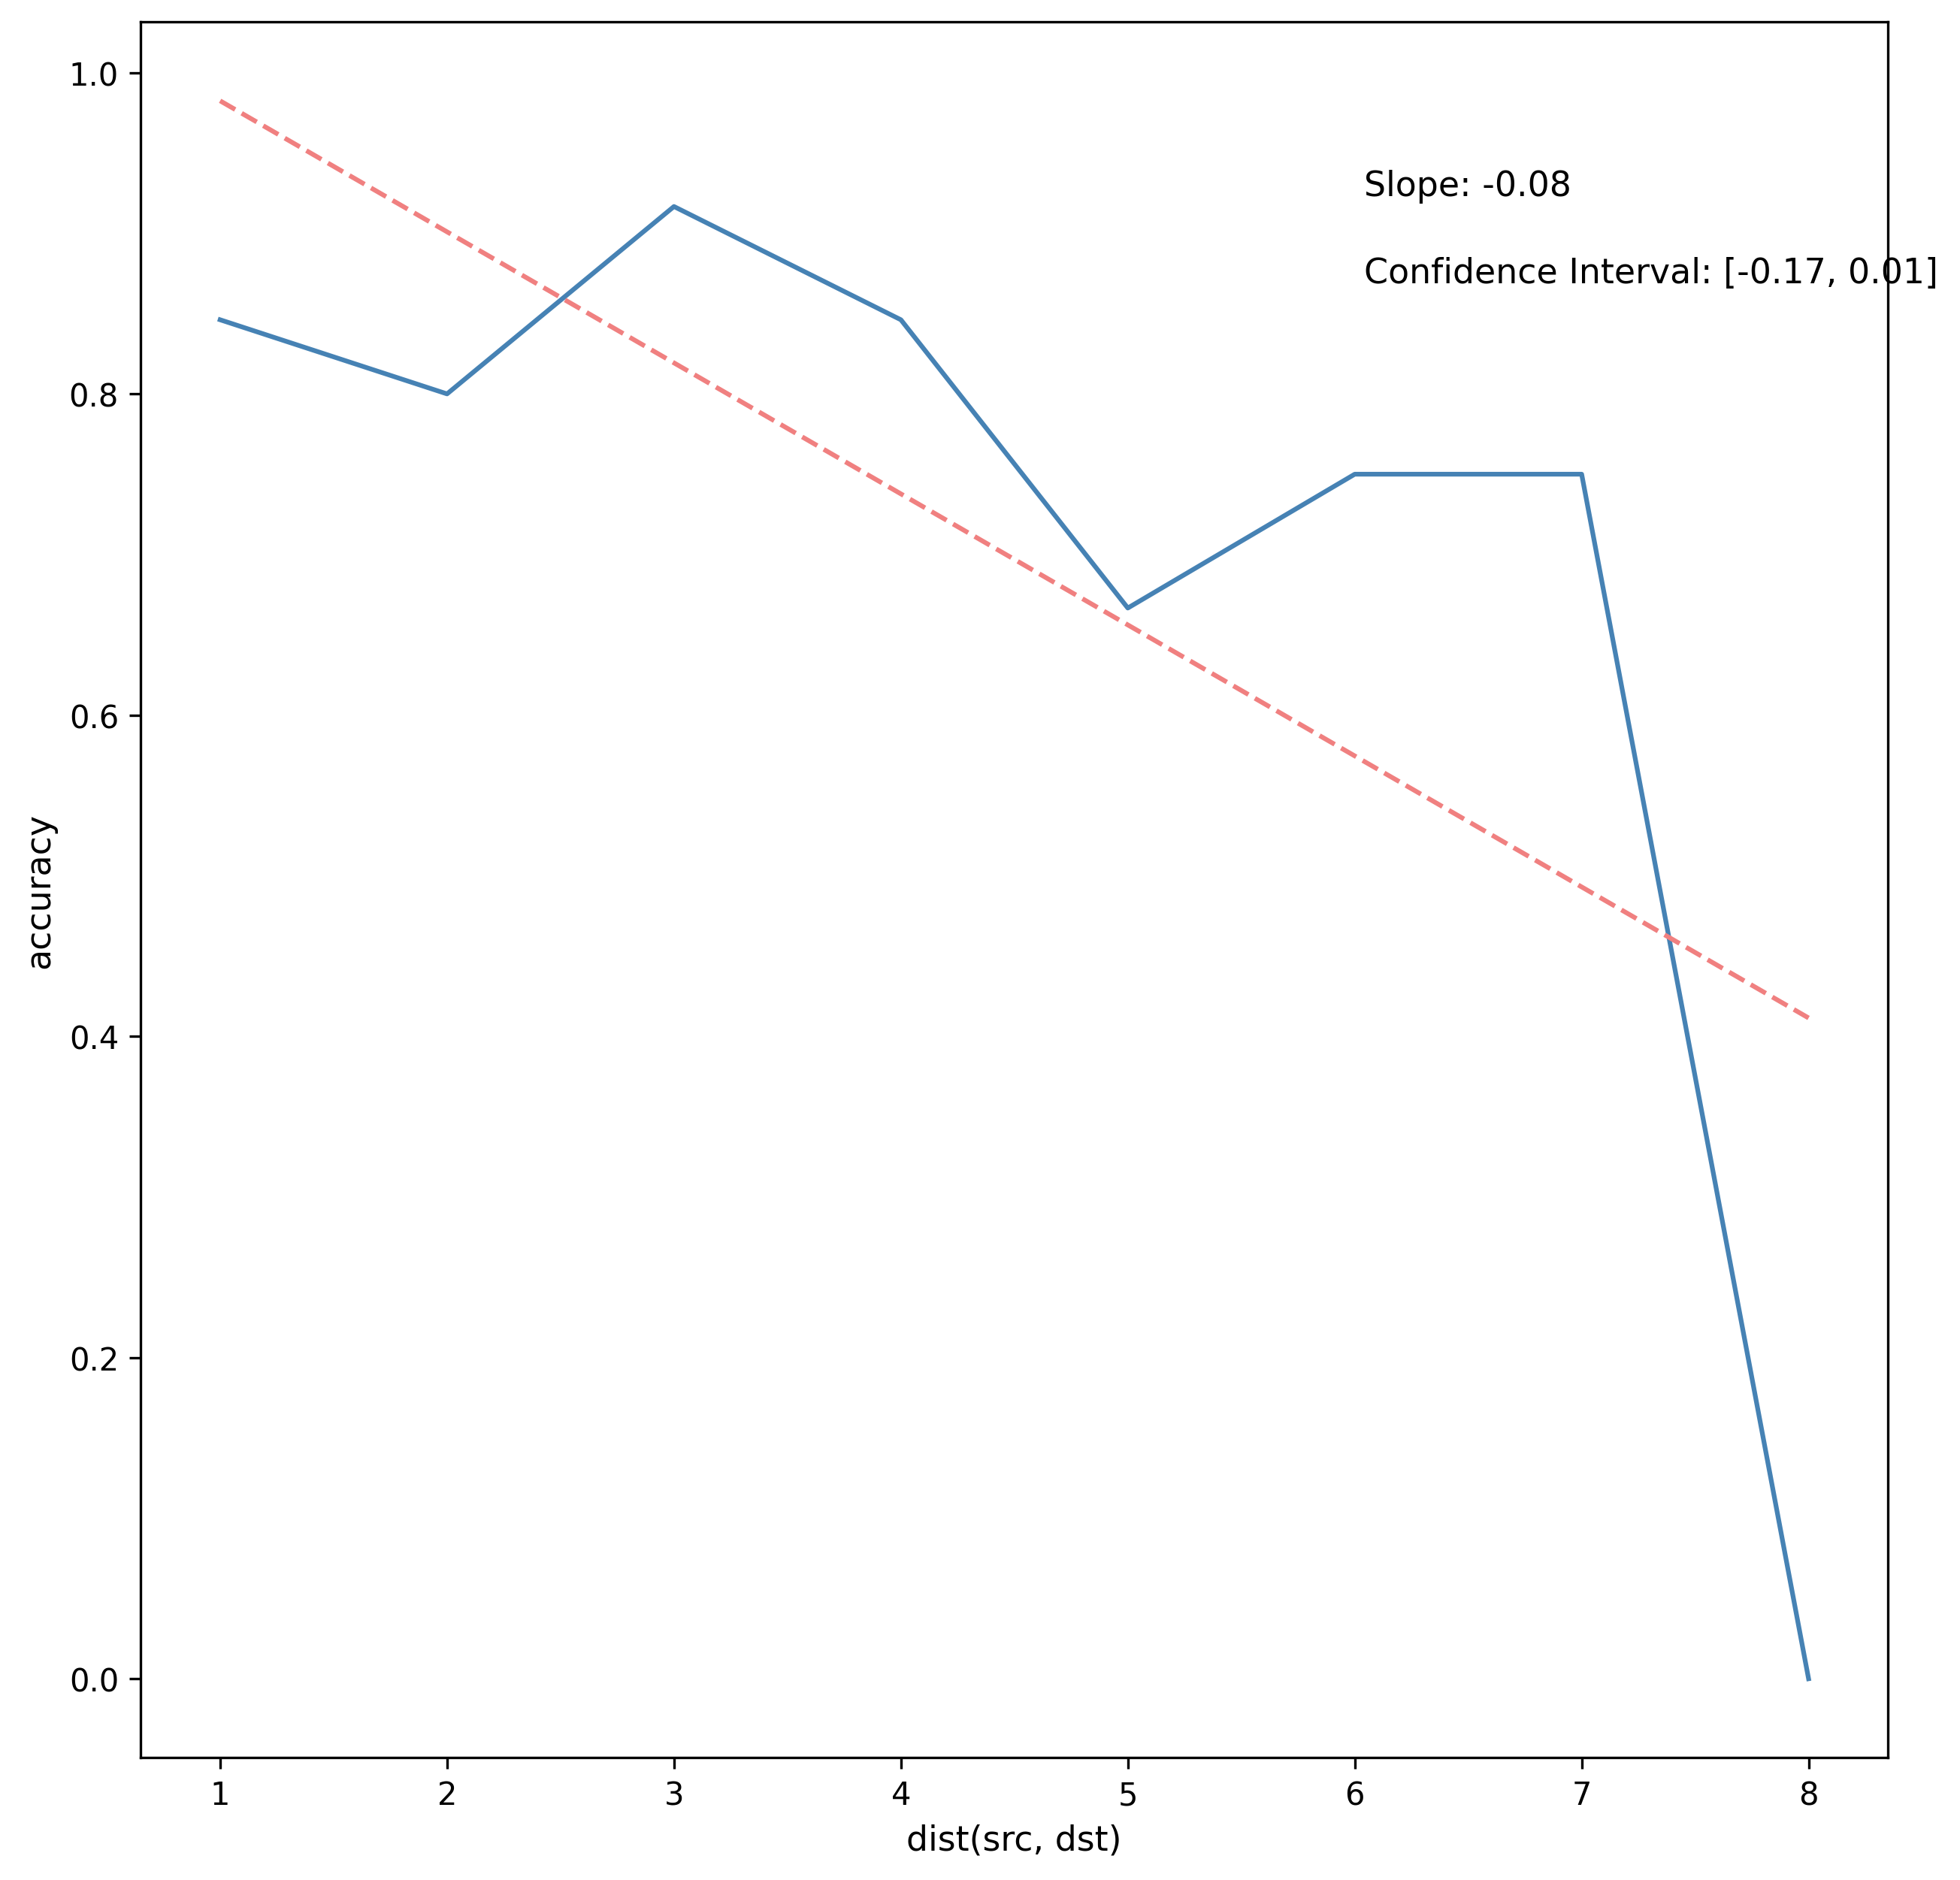 1.0
0.8
0.6
0.4
0.2
0.0
accuracy
Slope: -0.08
Confidence Interval: [-0.17, 0.01]
1 2 3 4 5 6 7 8
dist(src, dst)